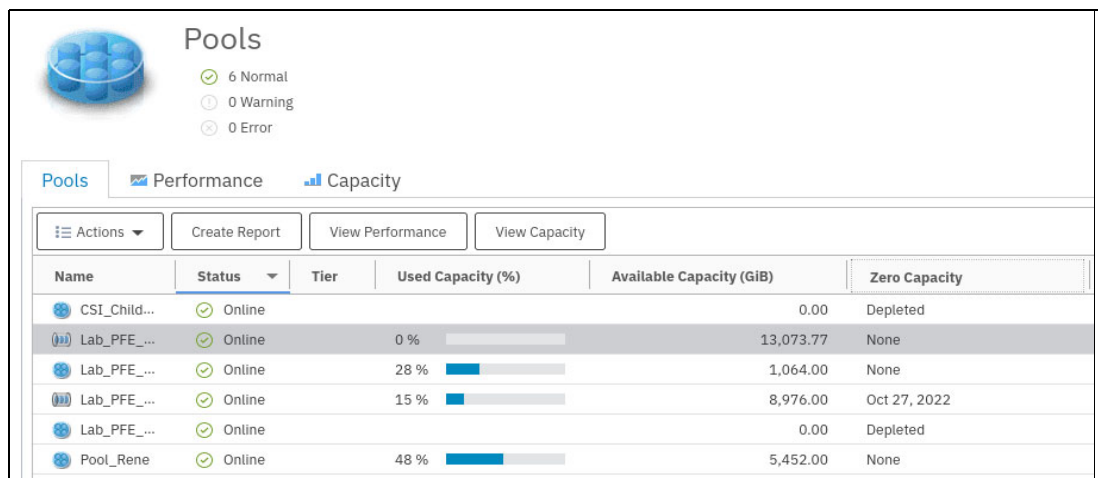 Pools
6 Normal
0 Warning
0 Error
Pools Performance Capacity
Actions Create Report View Performance View Capacity
Name Status Tier Used Capacity (%) Available Capacity (GiB) Zero Capacity
CSI_Child... Online 0.00 Depleted
Lab_PFE_... Online 0 % 13,073.77 None
Lab_PFE_... Online 28 % 1,064.00 None
Lab_PFE_... Online 15 % 8,976.00 Oct 27, 2022
Lab_PFE_... Online 0.00 Depleted
Pool_Rene Online 48 % 5,452.00 None